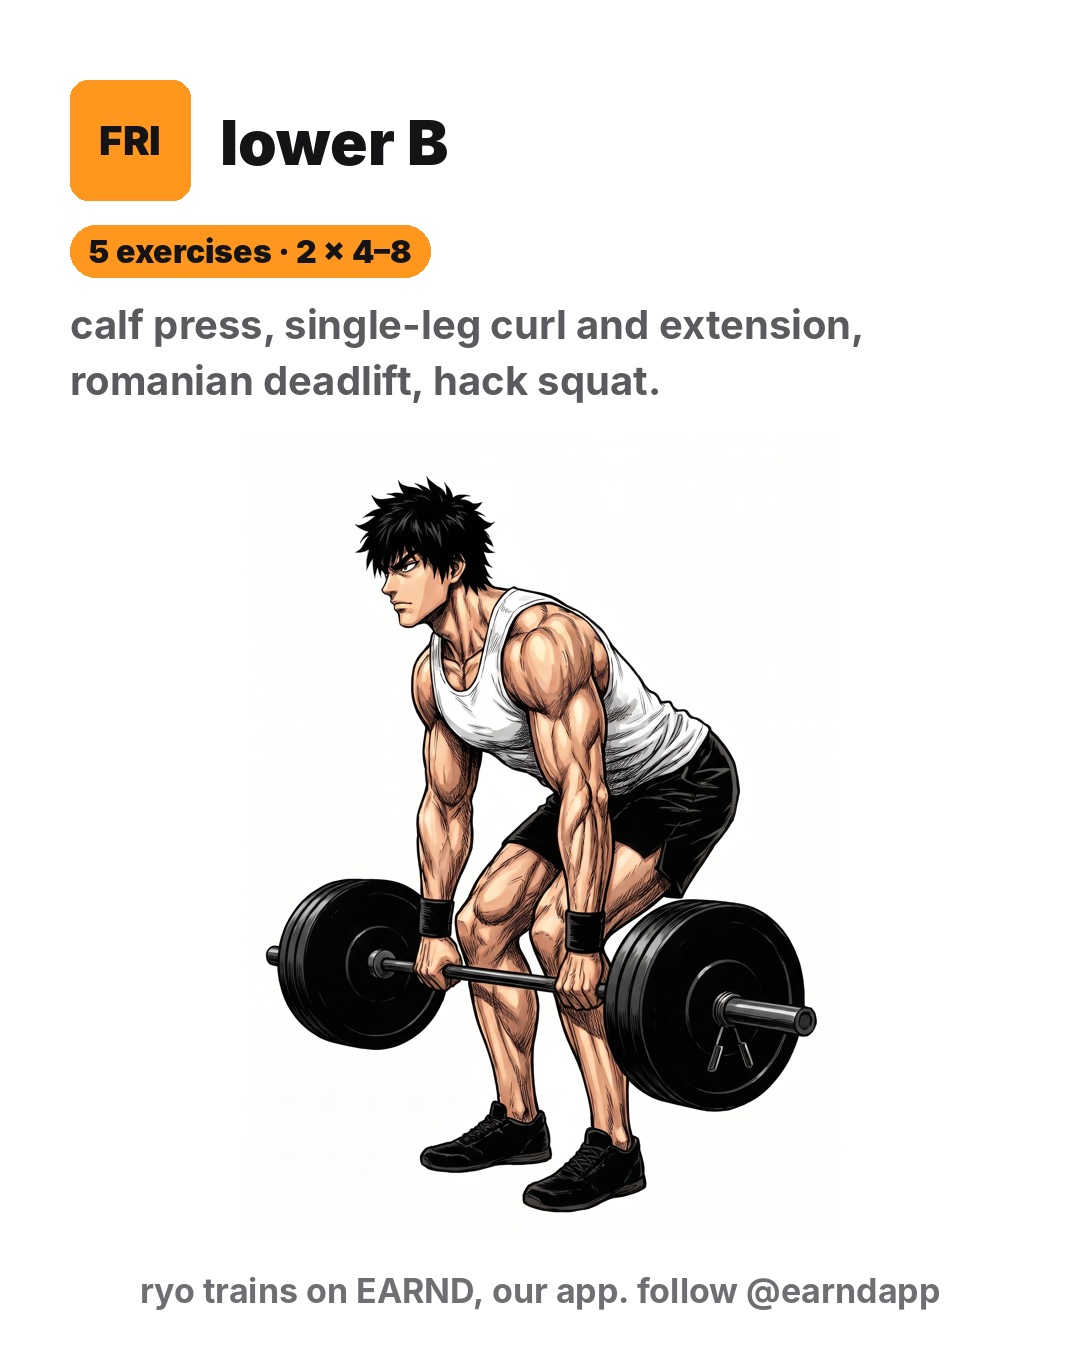 FRI
lower B
5 exercises · 2 × 4–8
calf press, single-leg curl and extension,
romanian deadlift, hack squat.
ryo trains on EARND, our app. follow @earndapp